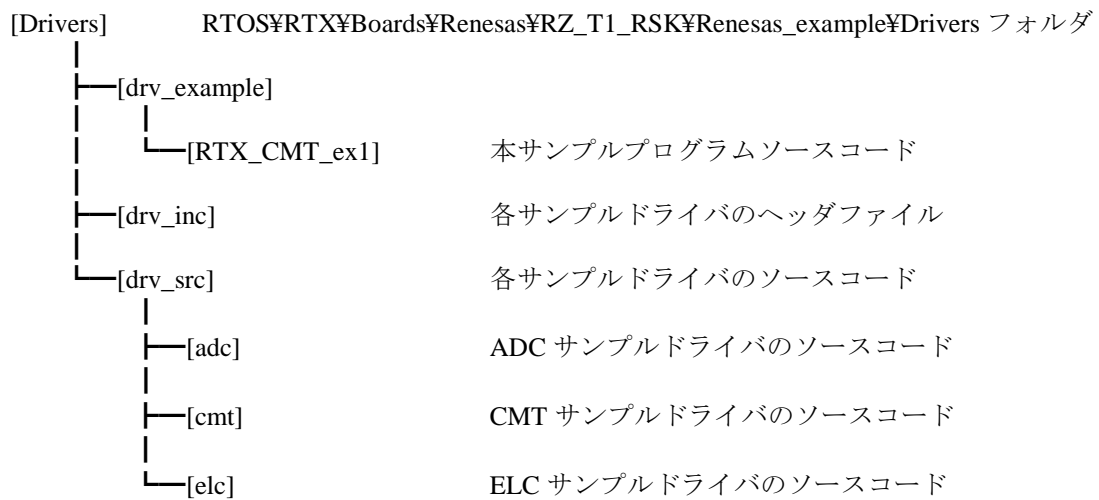 [Drivers] RTOS¥RTX¥Boards¥Renesas¥RZ_T1_RSK¥Renesas_example¥Drivers フォルダ
[drv_example]
[RTX_CMT_ex1] 本サンプルプログラムソースコード
[drv_inc] 各サンプルドライバのヘッダファイル
[drv_src] 各サンプルドライバのソースコード
[adc] ADC サンプルドライバのソースコード
[cmt] CMT サンプルドライバのソースコード
[elc] ELC サンプルドライバのソースコード